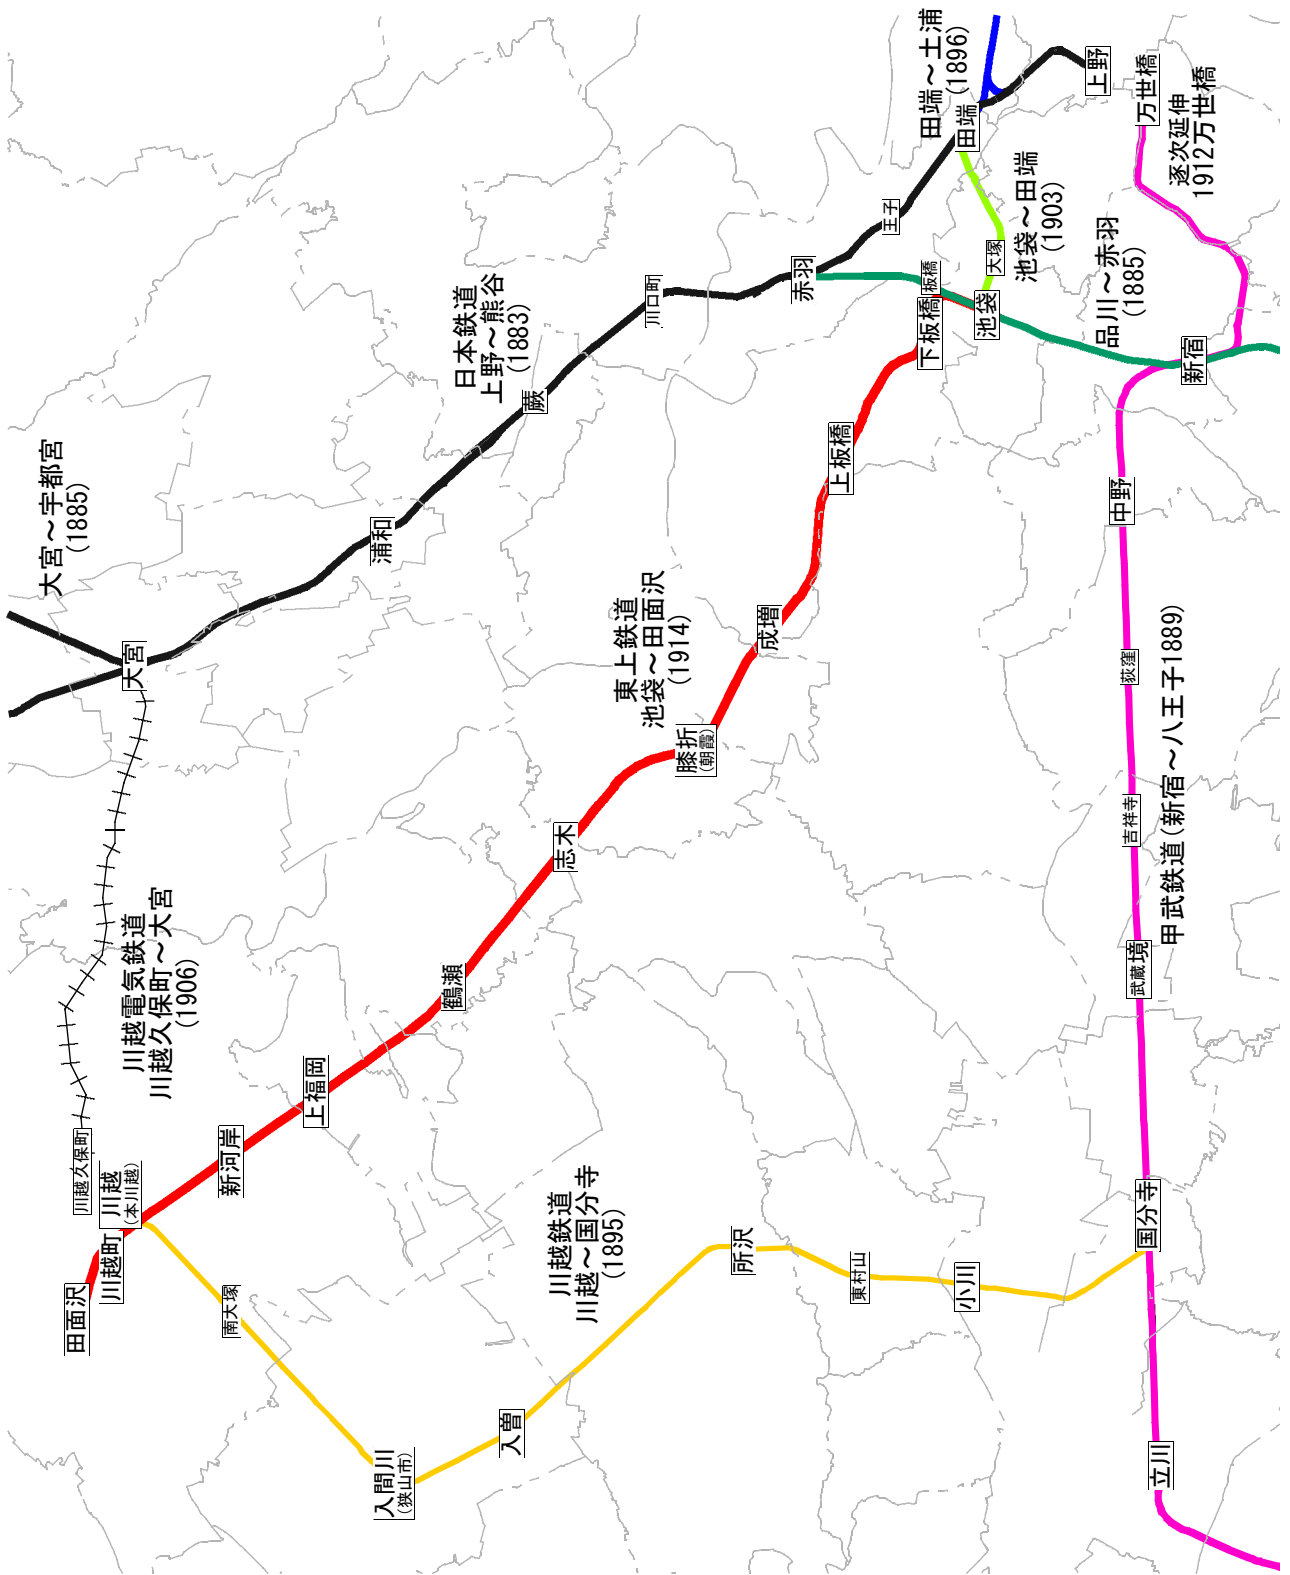 田面沢
川越町
川越
(本川越)
川越久保町
川越電気鉄道
川越久保町～大宮
(1906)
大宮
大宮～宇都宮
(1885)
新河岸
上福岡
鶴瀬
志木
膝折
(朝霞)
東上鉄道
池袋～田面沢
(1914)
成増
上板橋
下板橋
板橋
池袋
大塚
池袋～田端
(1903)
浦和
蕨
日本鉄道
上野～熊谷
(1883)
川口町
赤羽
王子
田端
田端～土浦
(1896)
上野
万世橋
逐次延伸
1912万世橋
品川～赤羽
(1885)
新宿
中野
荻窪
吉祥寺
武蔵境
甲武鉄道(新宿～八王子1889)
国分寺
立川
南大塚
入間川
(狭山市)
入曽
川越鉄道
川越～国分寺
(1895)
所沢
東村山
小川